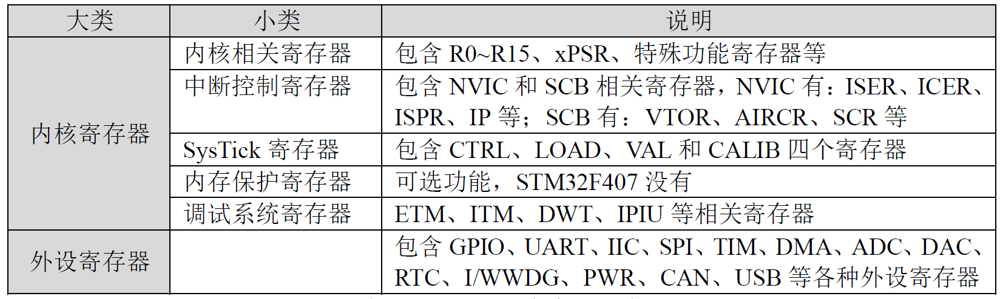 大类 小类 说明
内核寄存器
内核相关寄存器 包含 R0~R15、xPSR、特殊功能寄存器等
中断控制寄存器 包含 NVIC 和 SCB 相关寄存器，NVIC 有：ISER、ICER、
ISPR、IP 等；SCB 有：VTOR、AIRCR、SCR 等
SysTick 寄存器 包含 CTRL、LOAD、VAL 和 CALIB 四个寄存器
内存保护寄存器 可选功能，STM32F407 没有
调试系统寄存器 ETM、ITM、DWT、IPIU 等相关寄存器
外设寄存器 包含 GPIO、UART、IIC、SPI、TIM、DMA、ADC、DAC、
RTC、I/WWDG、PWR、CAN、USB 等各种外设寄存器